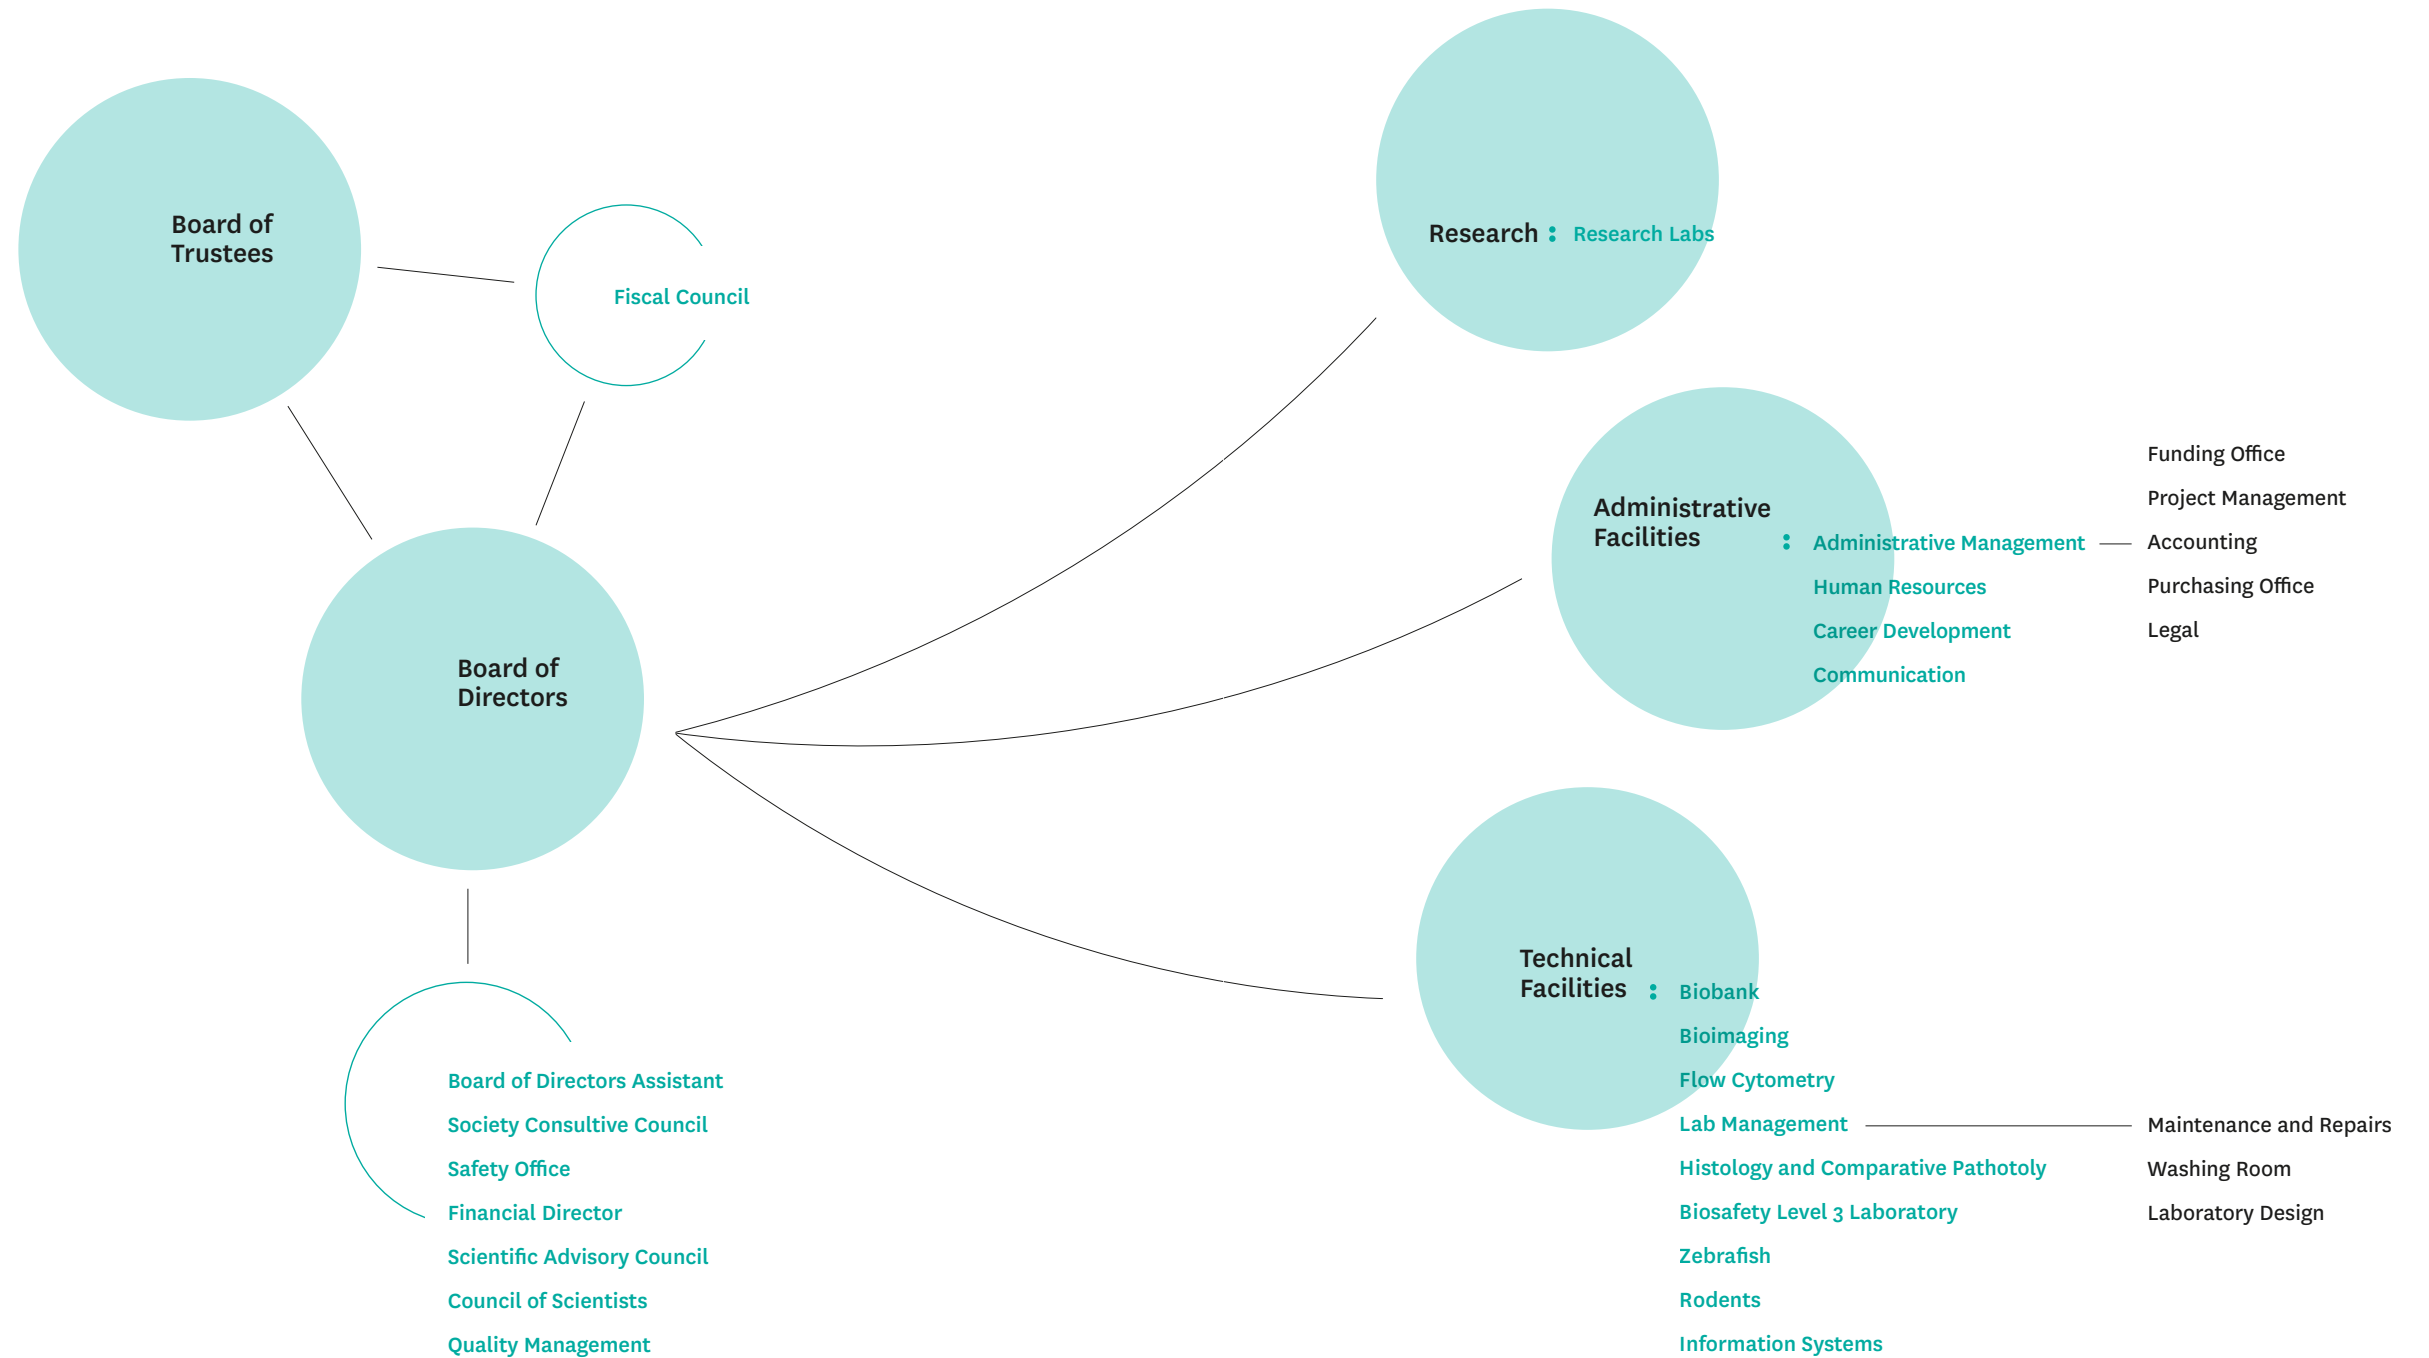 Board of
Trustees
Fiscal Council
Board of
Directors
Board of Directors Assistant
Society Consultive Council
Safety Office
Financial Director
Scientific Advisory Council
Council of Scientists
Quality Management
Research : Research Labs
Administrative
Facilities
: Administrative Management
Human Resources
Career Development
Communication
Funding Office
Project Management
Accounting
Purchasing Office
Legal
Technical
Facilities : Biobank
Bioimaging
Flow Cytometry
Lab Management
Histology and Comparative Pathotoly
Biosafety Level 3 Laboratory
Zebrafish
Rodents
Information Systems
Maintenance and Repairs
Washing Room
Laboratory Design